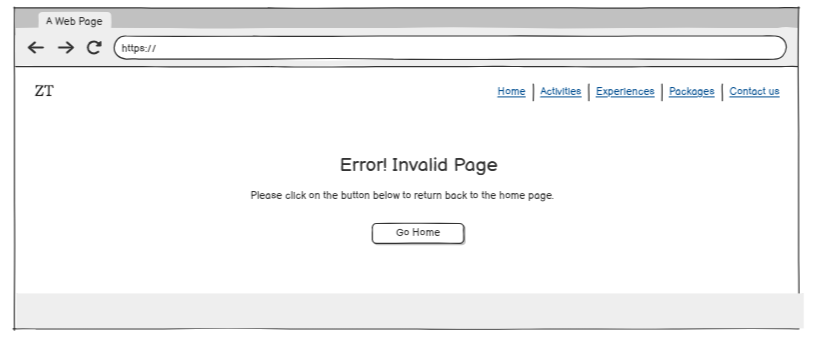 A Web Page
https://
ZT
Home | Activities | Experiences | Packages | Contact us
Error! Invalid Page
Please click on the button below to return back to the home page.
Go Home